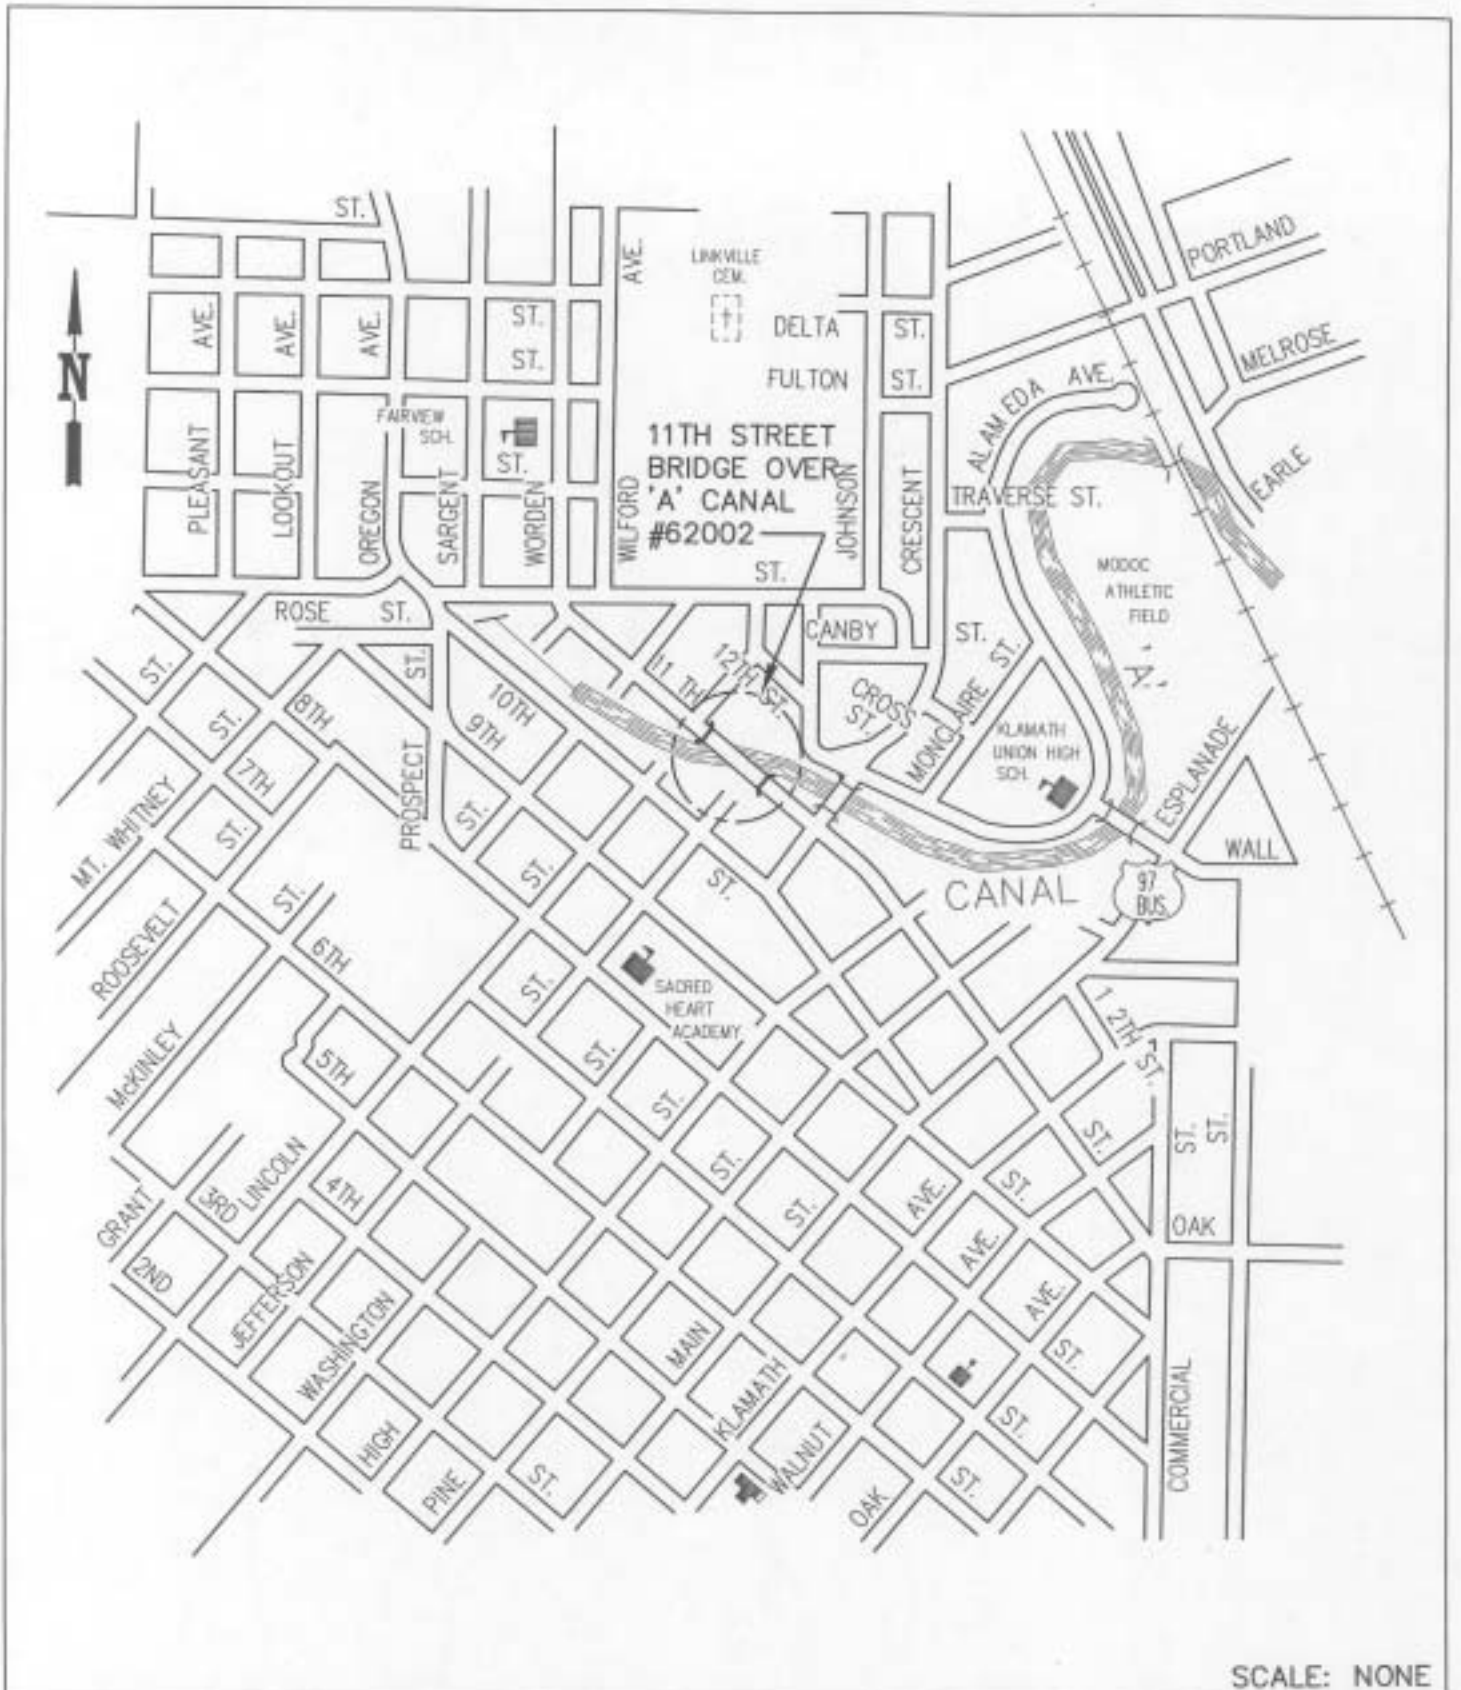 ST.
PORTLAND
AVE.
LINKVILLE
CEM.
AVE.
AVE.
AVE.
ST.
DELTA
ST.
MELROSE
ST.
FULTON
ST.
ALAMEDA
AVE.
FAIRVIEW
SCH.
ST.
11TH STREET
BRIDGE OVER
'A' CANAL
#62002
N
PLEASANT
LOOKOUT
OREGON
SARGENT
WORDEN
WILFORD
JOHNSON
CRESCENT
TRAVERSE ST.
EARLE
ST.
MODOC
ATHLETIC
FIELD
ROSE
ST.
CANBY
ST.
ST.
ST.
ST.
11 TH
12TH ST.
'A'
CROSS
ST.
MONCLAIRE
KLAMATH
UNION HIGH
SCH.
ESPLANADE
8TH
10TH
9TH
ST.
7TH
PROSPECT
ST.
MT. WHITNEY
ST.
WALL
ST.
ST.
CANAL
97
BUS.
ROOSEVELT
ST.
6TH
ST.
SACRED
HEART
ACADEMY
12TH ST.
McKINLEY
5TH
ST.
ST.
ST.
ST.
ST.
ST.
3RD
LINCOLN
4TH
ST.
AVE.
ST.
GRANT
ST.
OAK
2ND
AVE.
JEFFERSON
WASHINGTON
AVE.
MAIN
ST.
KLAMATH
COMMERCIAL
HIGH
ST.
WALNUT
PINE
ST.
ST.
OAK
SCALE: NONE